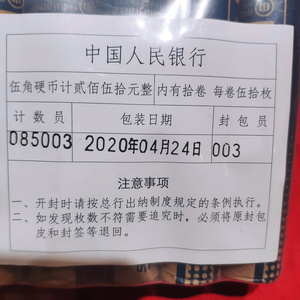 中国人民银行
伍角硬币计贰佰伍拾元整 内有拾卷 每卷伍拾枚
计数员 包装日期 封包员
085003 2020年04月24日 003
注意事项
一、开封时请按总行出纳制度规定的条例执行。
二、如发现枚数不符需要追究时,必须将原封包
皮和封签等退回。